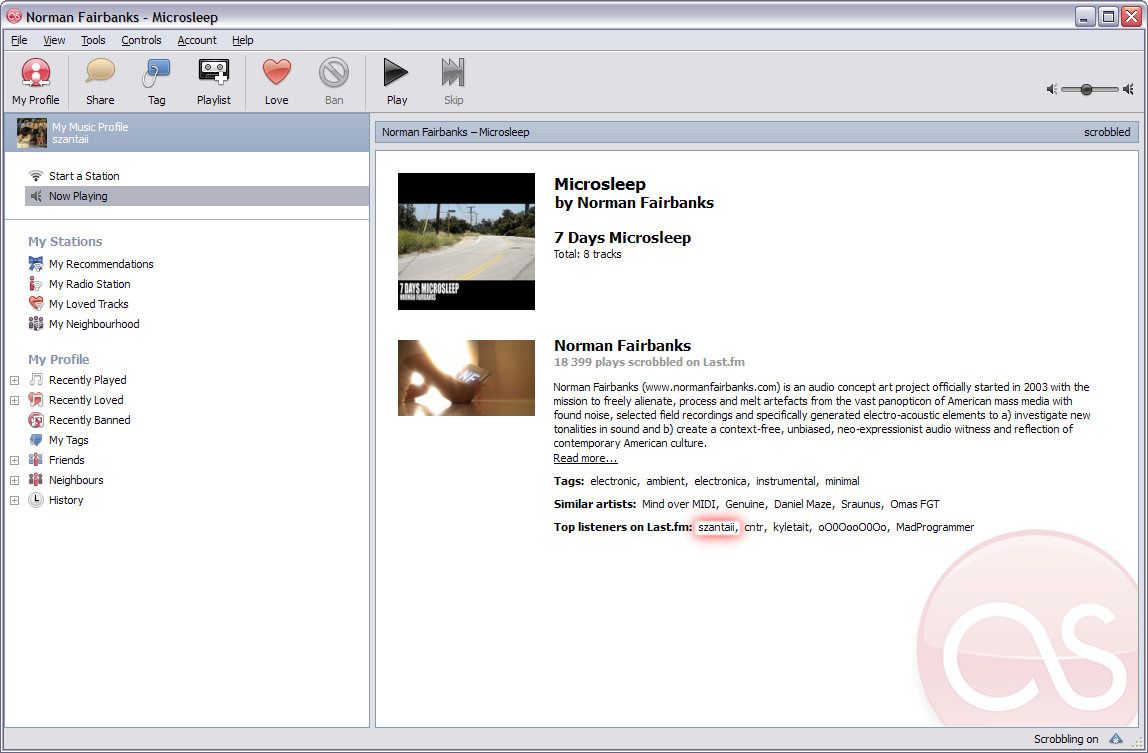 Norman Fairbanks - Microsleep
File View Tools Controls Account Help
My Profile Share Tag Playlist Love Ban Play Skip
My Music Profile
szantaii
Start a Station
Now Playing
My Stations
My Recommendations
My Radio Station
My Loved Tracks
My Neighbourhood
My Profile
Recently Played
Recently Loved
Recently Banned
My Tags
Friends
Neighbours
History
Norman Fairbanks – Microsleep scrobbled
7 DAYS MICROSLEEP
NORMAN FAIRBANKS
Microsleep
by Norman Fairbanks
7 Days Microsleep
Total: 8 tracks
NF
Norman Fairbanks
18 399 plays scrobbled on Last.fm
Norman Fairbanks (www.normanfairbanks.com) is an audio concept art project officially started in 2003 with the
mission to freely alienate, process and melt artefacts from the vast panopticon of American mass media with
found noise, selected field recordings and specifically generated electro-acoustic elements to a) investigate new
tonalities in sound and b) create a context-free, unbiased, neo-expressionist audio witness and reflection of
contemporary American culture.
Read more...
Tags: electronic, ambient, electronica, instrumental, minimal
Similar artists: Mind over MIDI, Genuine, Daniel Maze, Sraunus, Omas FGT
Top listeners on Last.fm: szantaii, cntr, kyletait, oO0OooO0Oo, MadProgrammer
Scrobbling on